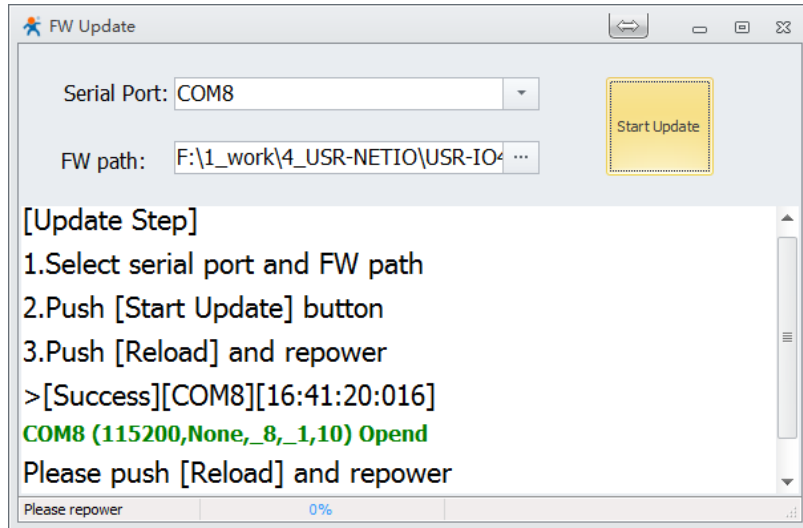 FW Update
Serial Port: COM8
Start Update
FW path: F:\1_work\4_USR-NETIO\USR-IO4 ...
[Update Step]
1.Select serial port and FW path
2.Push [Start Update] button
3.Push [Reload] and repower
>[Success][COM8][16:41:20:016]
COM8 (115200,None,_8,_1,10) Opend
Please push [Reload] and repower
Please repower 0%